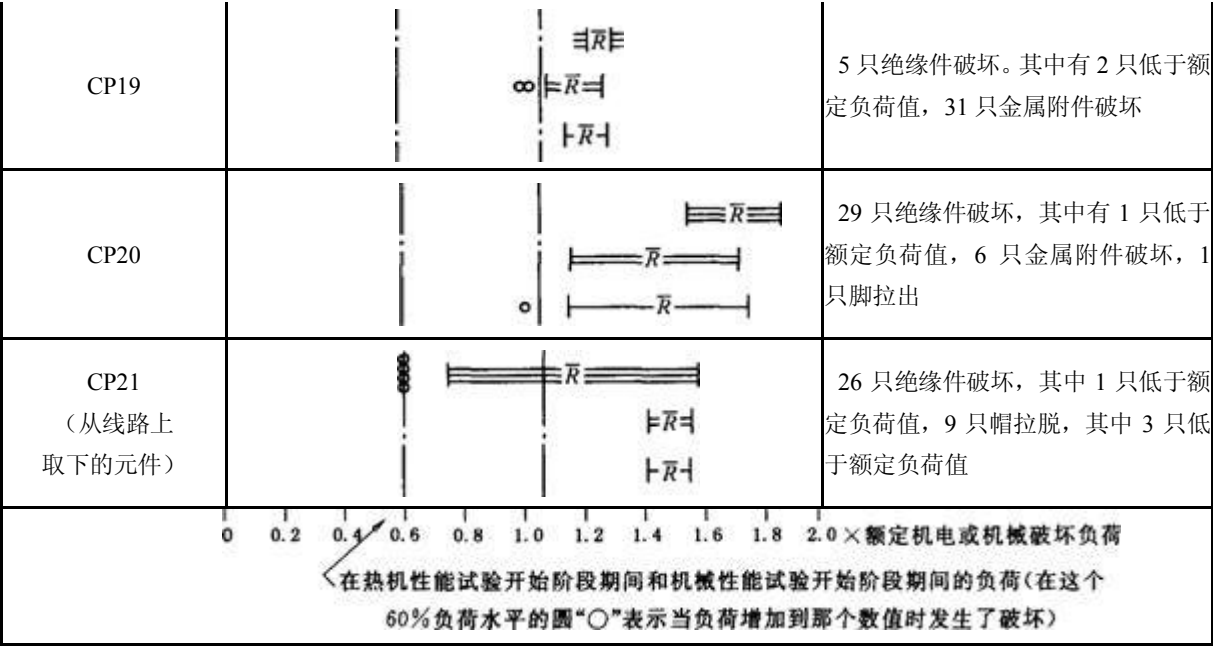 CP19
R̅
R̅
R̅
5 只绝缘件破坏。其中有 2 只低于额
定负荷值，31 只金属附件破坏
CP20
R̅
R̅
R̅
29 只绝缘件破坏，其中有 1 只低于
额定负荷值，6 只金属附件破坏，1
只脚拉出
CP21
（从线路上
取下的元件）
R̅
R̅
R̅
26 只绝缘件破坏，其中 1 只低于额
定负荷值，9 只帽拉脱，其中 3 只低
于额定负荷值
0 0.2 0.4 0.6 0.8 1.0 1.2 1.4 1.6 1.8 2.0×额定机电或机械破坏负荷
在热机性能试验开始阶段期间和机械性能试验开始阶段期间的负荷(在这个
60%负荷水平的圆“○”表示当负荷增加到那个数值时发生了破坏)